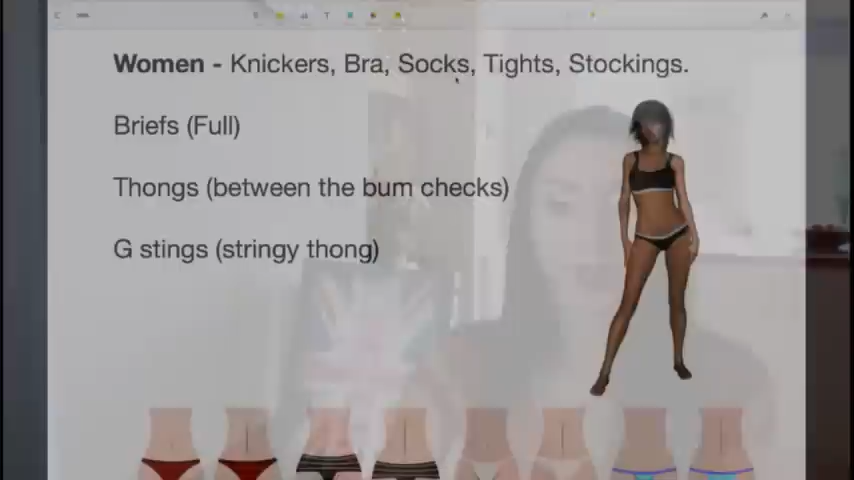 Women - Knickers, Bra, Socks, Tights, Stockings.
Briefs (Full)
Thongs (between the bum checks)
G stings (stringy thong)